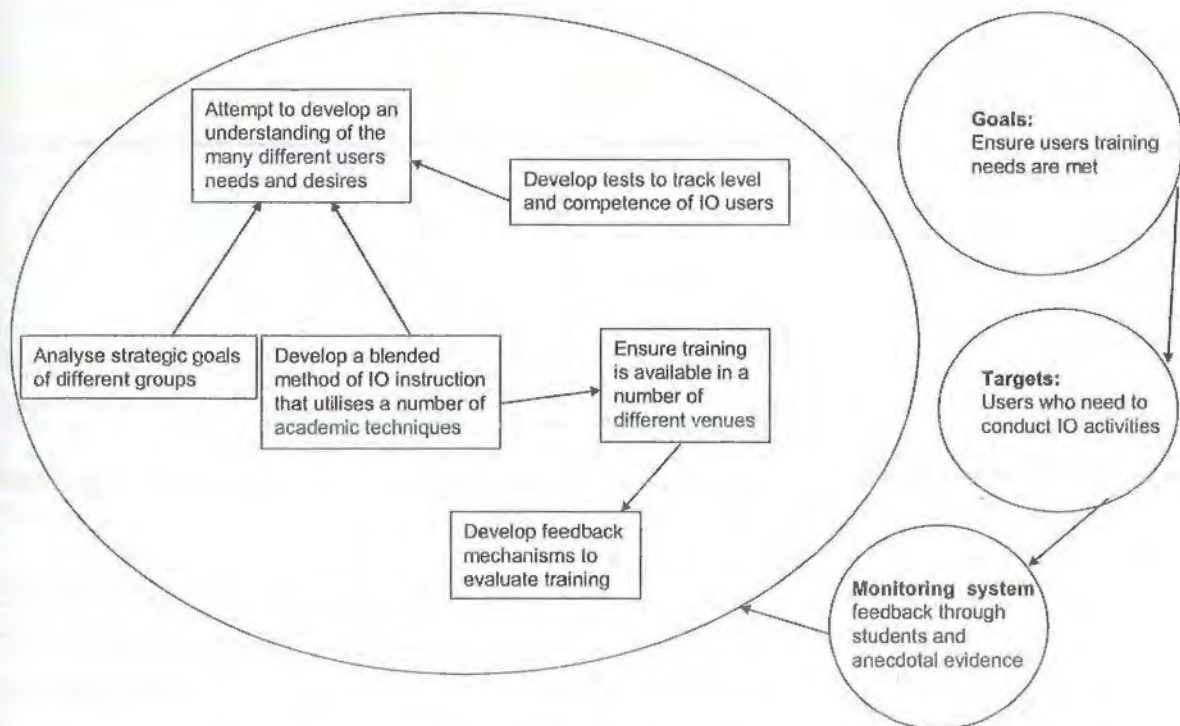 Attempt to develop an
understanding of the
many different users
needs and desires
Develop tests to track level
and competence of IO users
Analyse strategic goals
of different groups
Develop a blended
method of IO instruction
that utilises a number of
academic techniques
Ensure training
is available in a
number of
different venues
Develop feedback
mechanisms to
evaluate training
Goals:
Ensure users training
needs are met
Targets:
Users who need to
conduct IO activities
Monitoring system
feedback through
students and
anecdotal evidence